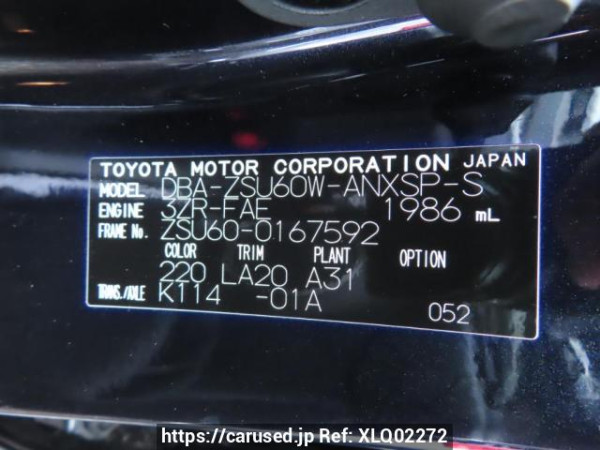 TOYOTA MOTOR CORPORATION JAPAN
MODEL DBA-ZSU60W-ANXSP-S
ENGINE 3ZR-FAE 1986 mL
FRAME No. ZSU60-0167592
COLOR TRIM PLANT OPTION
220 LA20 A31
TRANS./AXLE K114 -01A
052
https://carused.jp Ref: XLQ02272